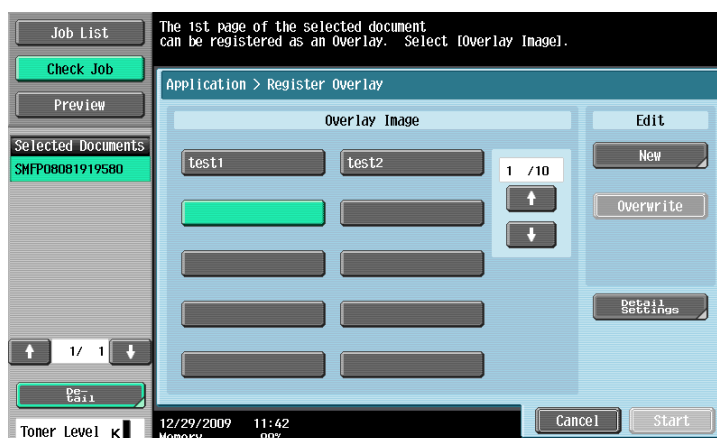 Job List
Check Job
Preview
Selected Documents
SMFP08081919580
1/ 1
De-
tail
Toner Level K
The 1st page of the selected document
can be registered as an Overlay. Select [Overlay Image].
Application > Register Overlay
Overlay Image
test1
test2
1 /10
Edit
New
Overwrite
Detail
Settings
12/29/2009 11:42
Memory
Cancel
Start